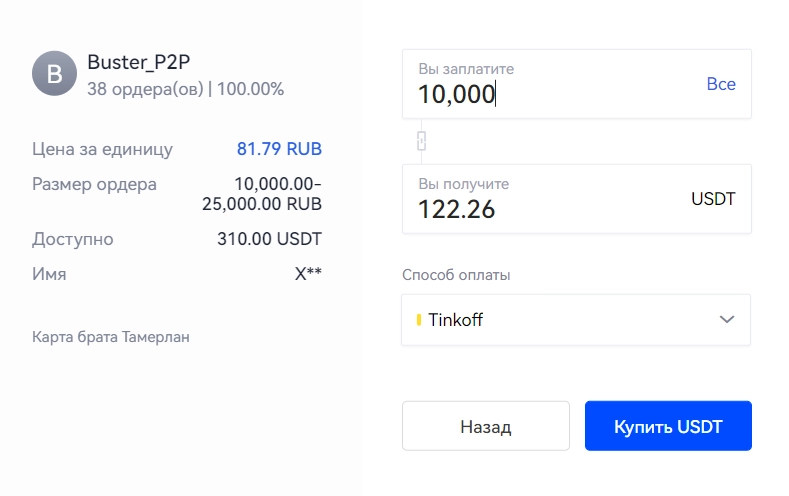 B
Buster_P2P
38 ордера(ов) | 100.00%
Цена за единицу 81.79 RUB
Размер ордера 10,000.00-
25,000.00 RUB
Доступно 310.00 USDT
Имя X**
Карта брата Тамерлан
Вы заплатите
10,000 Все
Вы получите
122.26 USDT
Способ оплаты
Tinkoff
Назад Купить USDT